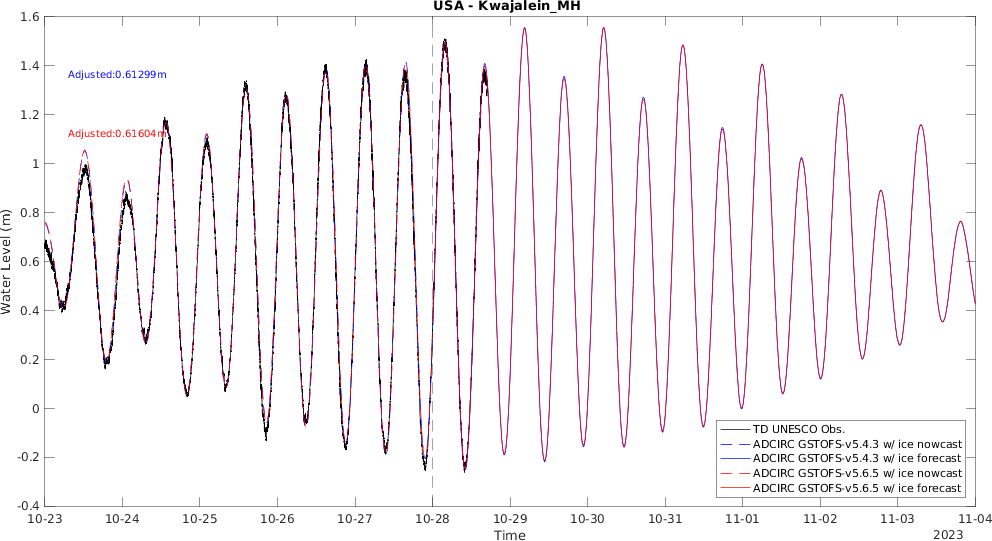 USA - Kwajalein_MH
1.6
1.4
1.2
1
0.8
0.6
0.4
0.2
0
-0.2
-0.4
Water Level (m)
Adjusted:0.61299m
Adjusted:0.61604m
TD UNESCO Obs.
ADCIRC GSTOFS-v5.4.3 w/ ice nowcast
ADCIRC GSTOFS-v5.4.3 w/ ice forecast
ADCIRC GSTOFS-v5.6.5 w/ ice nowcast
ADCIRC GSTOFS-v5.6.5 w/ ice forecast
10-23 10-24 10-25 10-26 10-27 10-28 10-29 10-30 10-31 11-01 11-02 11-03 11-04
Time
2023